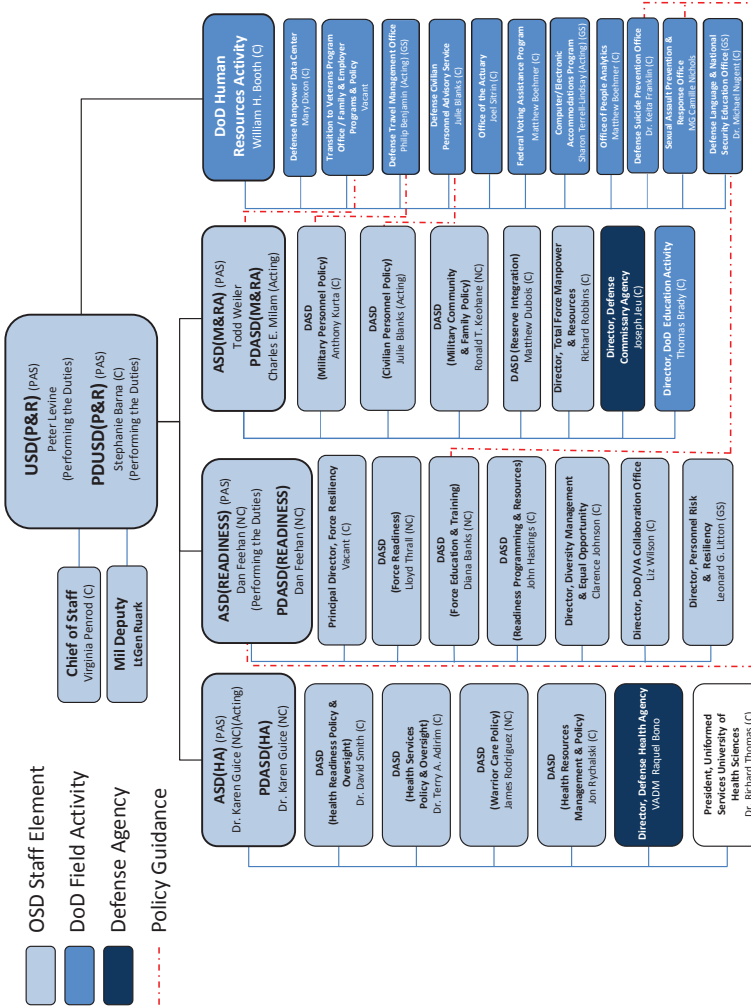 OSD Staff Element
DoD Field Activity
Defense Agency
Policy Guidance
USD(P&R) (PAS)
Peter Levine
(Performing the Duties)
PDUSD(P&R) (PAS)
Stephanie Barna (C)
(Performing the Duties)
Chief of Staff
Virginia Penrod (C)
Mil Deputy
LtGen Ruark
ASD(HA) (PAS)
Dr. Karen Guice (NC)(Acting)
PDASD(HA)
Dr. Karen Guice (NC)
DASD
(Health Readiness Policy &
Oversight)
Dr. David Smith (C)
DASD
(Health Services
Policy & Oversight)
Dr. Terry A. Adirim (C)
DASD
(Warrior Care Policy)
James Rodriguez (NC)
DASD
(Health Resources
Management & Policy)
Jon Rychalski (C)
Director, Defense Health Agency
VADM Raquel Bono
President, Uniformed
Services University of
Health Sciences
Dr. Richard Thomas (C)
ASD(READINESS) (PAS)
Dan Feehan (NC)
(Performing the Duties)
PDASD(READINESS)
Dan Feehan (NC)
Principal Director, Force Resiliency
Vacant (C)
DASD
(Force Readiness)
Lloyd Thrall (NC)
DASD
(Force Education & Training)
Diana Banks (NC)
DASD
(Readiness Programming & Resources)
John Hastings (C)
Director, Diversity Management
& Equal Opportunity
Clarence Johnson (C)
Director, DoD/VA Collaboration Office
Liz Wilson (C)
Director, Personnel Risk
& Resiliency
Leonard G. Litton (GS)
ASD(M&RA) (PAS)
Todd Weiler
PDASD(M&RA)
Charles E. Milam (Acting)
DASD
(Military Personnel Policy)
Anthony Kurta (C)
DASD
(Civilian Personnel Policy)
Julie Blanks (Acting)
DASD
(Military Community
& Family Policy)
Ronald T. Keohane (NC)
DASD (Reserve Integration)
Matthew Dubois (C)
Director, Total Force Manpower
& Resources
Richard Robbins (C)
Director, Defense
Commissary Agency
Joseph Jeu (C)
Director, DoD Education Activity
Thomas Brady (C)
DoD Human
Resources Activity
William H. Booth (C)
Defense Manpower Data Center
Mary Dixon (C)
Transition to Veterans Program
Office / Family & Employer
Programs & Policy
Vacant
Defense Travel Management Office
Philip Benjamin (Acting) (GS)
Defense Civilian
Personnel Advisory Service
Julie Blanks (C)
Office of the Actuary
Joel Sitrin (C)
Federal Voting Assistance Program
Matthew Boehmer (C)
Computer/Electronic
Accommodations Program
Sharon Terrell-Lindsay (Acting) (GS)
Office of People Analytics
Matthew Boehmer (C)
Defense Suicide Prevention Office
Dr. Keita Franklin (C)
Sexual Assault Prevention &
Response Office
MG Camille Nichols
Defense Language & National
Security Education Office(GS)
Dr. Michael Nugent (C)